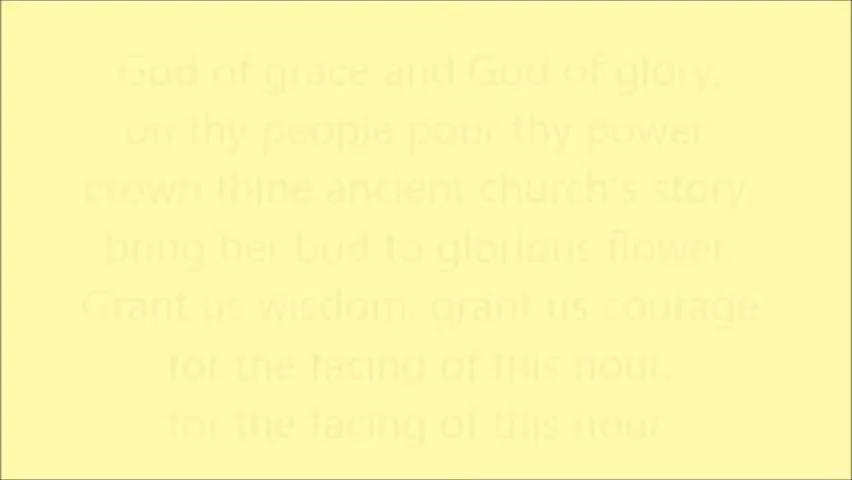 God of grace and God of glory,
on thy people pour thy power;
crown thine ancient church's story,
bring her bud to glorious flower.
Grant us wisdom, grant us courage
for the facing of this hour,
for the facing of this hour.